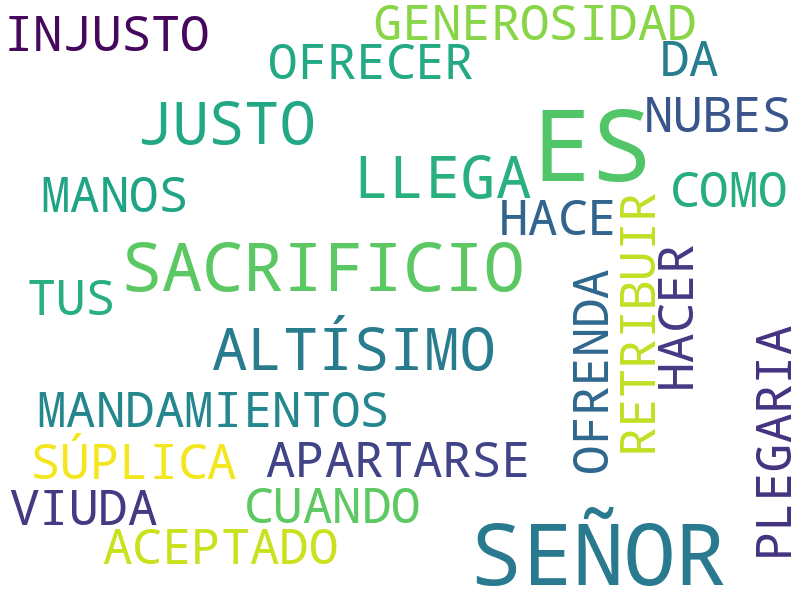 INJUSTO
GENEROSIDAD
OFRECER
DA
JUSTO
ES
NUBES
MANOS
LLEGA
COMO
HACE
SACRIFICIO
RETRIBUIR
HACER
TUS
OFRENDA
ALTÍSIMO
PLEGARIA
MANDAMIENTOS
SÚPLICA
APARTARSE
VIUDA
CUANDO
ACEPTADO
SEÑOR